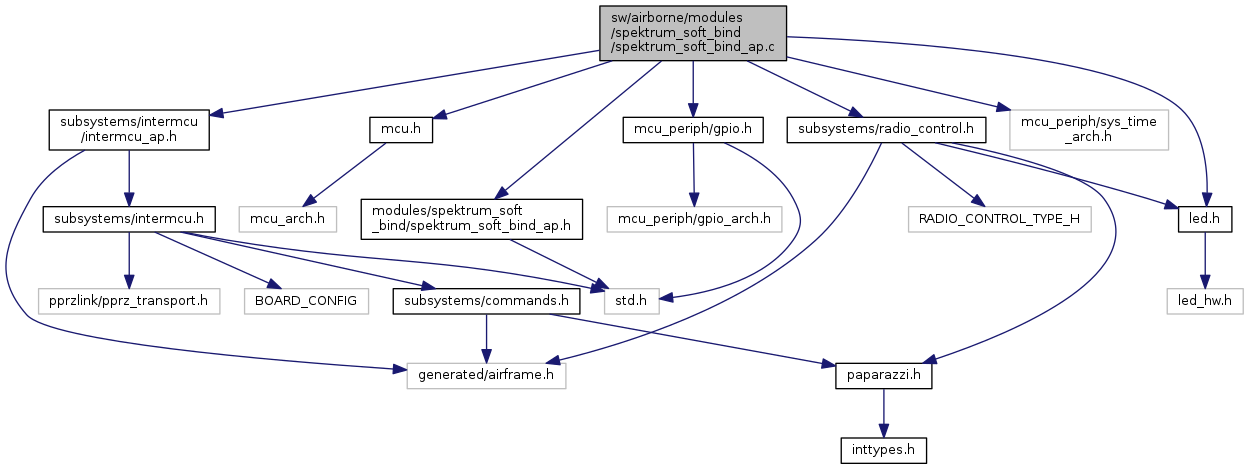 sw/airborne/modules
/spektrum_soft_bind
/spektrum_soft_bind_ap.c
subsystems/intermcu
/intermcu_ap.h
mcu.h
mcu_periph/gpio.h
subsystems/radio_control.h
mcu_periph/sys_time
_arch.h
subsystems/intermcu.h
mcu_arch.h
modules/spektrum_soft
_bind/spektrum_soft_bind_ap.h
mcu_periph/gpio_arch.h
RADIO_CONTROL_TYPE_H
led.h
pprzlink/pprz_transport.h
BOARD_CONFIG
subsystems/commands.h
std.h
led_hw.h
generated/airframe.h
paparazzi.h
inttypes.h